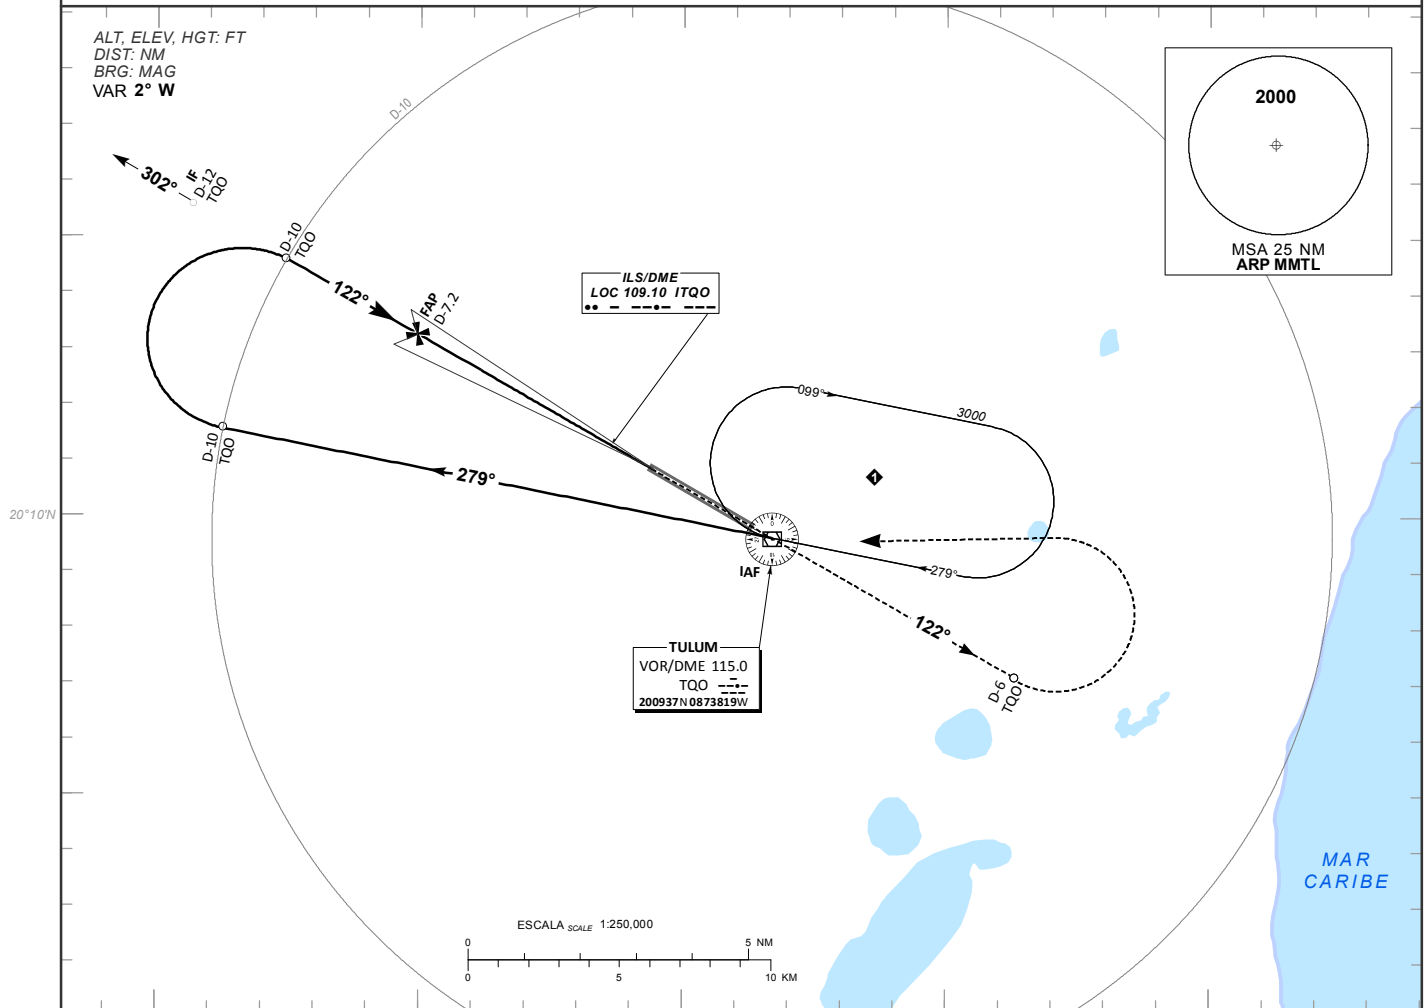 ALT, ELEV, HGT: FT
DIST: NM
BRG: MAG
VAR 2° W
D-10
2000
MSA 25 NM
ARP MMTL
302°
IF
D-12
TQO
D-10
TQO
122°
FAP
D-7.2
ILS/DME
LOC 109.10 ITQO
099°
3000
1
D-10
TQO
279°
20°10'N
279°
IAF
122°
D-6
TQO
TULUM
VOR/DME 115.0
TQO
200937N 0873819W
MAR
CARIBE
ESCALA SCALE 1:250,000
0 5 NM
0 5 10 KM